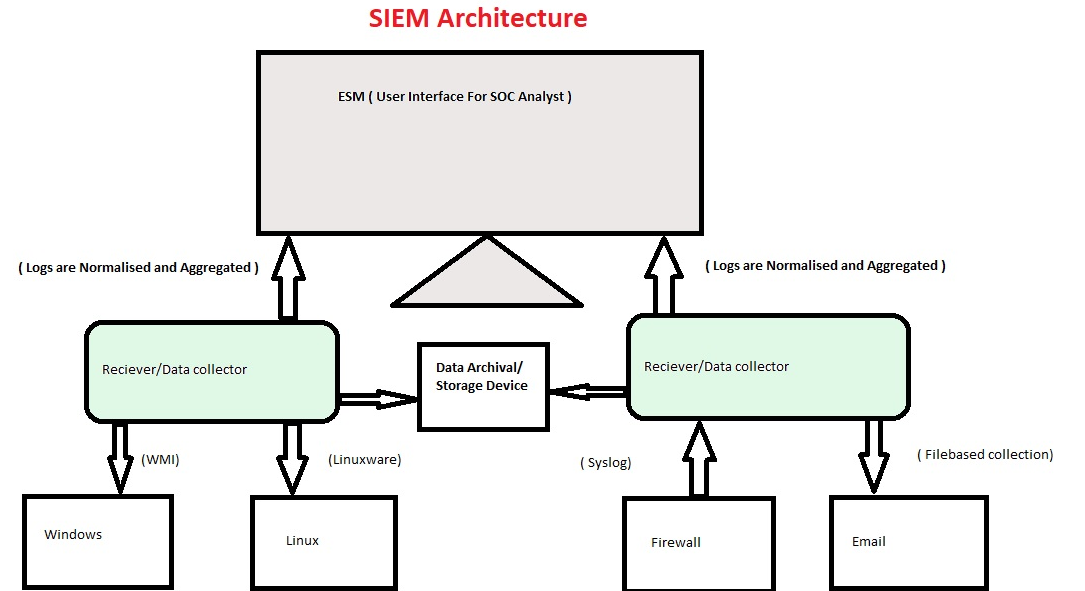 SIEM Architecture
ESM ( User Interface For SOC Analyst )
( Logs are Normalised and Aggregated )
( Logs are Normalised and Aggregated )
Reciever/Data collector
Data Archival/
Storage Device
Reciever/Data collector
(WMI)
(Linuxware)
( Syslog)
( Filebased collection)
Windows
Linux
Firewall
Email